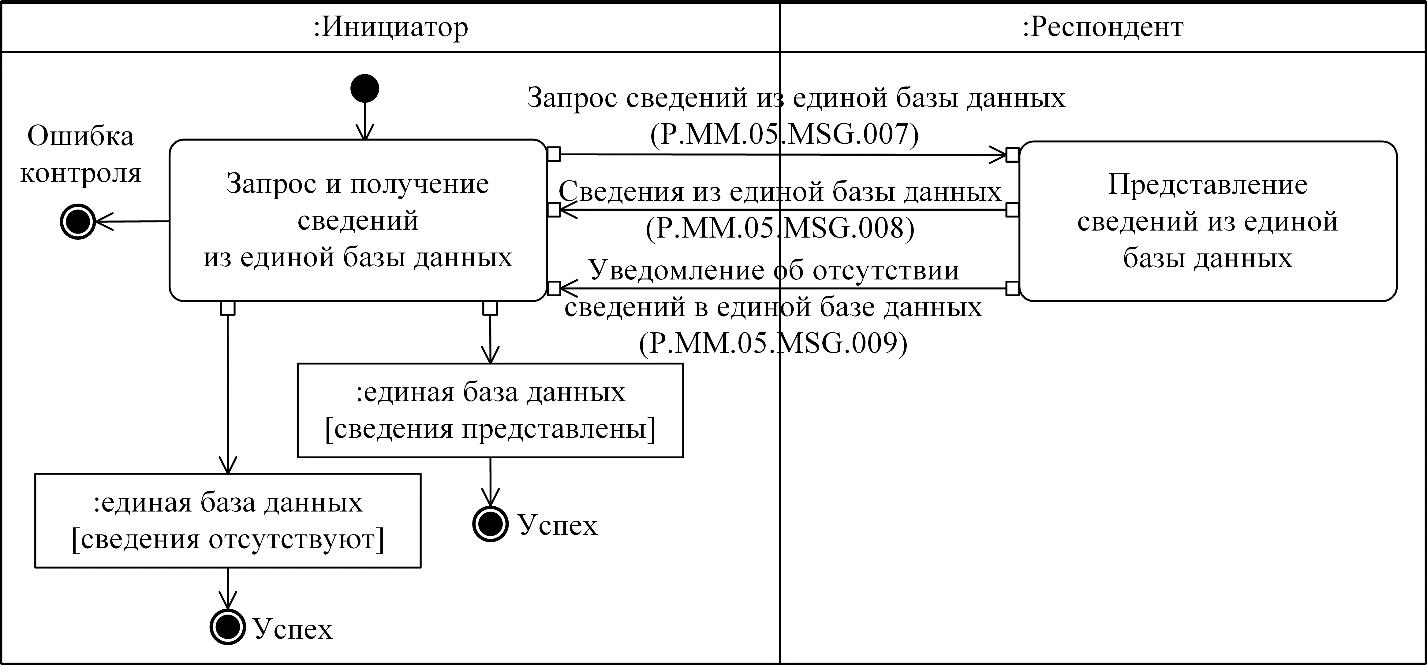 :Инициатор
:Респондент
Запрос сведений из единой базы данных
(P.MM.05.MSG.007)
Ошибка
контроля
Запрос и получение
сведений
из единой базы данных
Сведения из единой базы данных
(P.MM.05.MSG.008)
Представление
сведений из единой
базы данных
Уведомление об отсутствии
сведений в единой базе данных
(P.MM.05.MSG.009)
:единая база данных
[сведения представлены]
:единая база данных
[сведения отсутствуют]
Успех
Успех